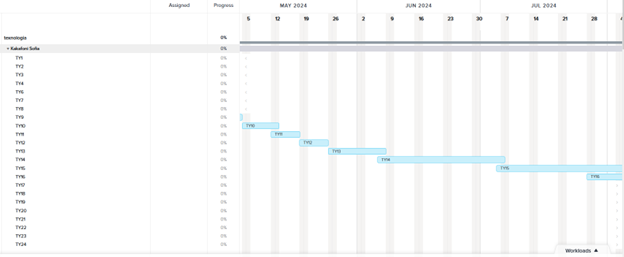 Assigned Progress MAY 2024 JUN 2024 JUL 2024
5 12 19 26 2 9 16 23 30 7 14 21 28
texnologia 0%
Kakafoni Sofia 0%
TY1 0%
TY2 0%
TY3 0%
TY4 0%
TY6 0%
TY7 0%
TY8 0%
TY9 0%
TY10 0% TY10
TY11 0% TY11
TY12 0% TY12
TY13 0% TY13
TY14 0% TY14
TY15 0% TY15
TY16 0% TY16
TY17 0%
TY18 0%
TY19 0%
TY20 0%
TY21 0%
TY22 0%
TY23 0%
TY24 0%
Workloads